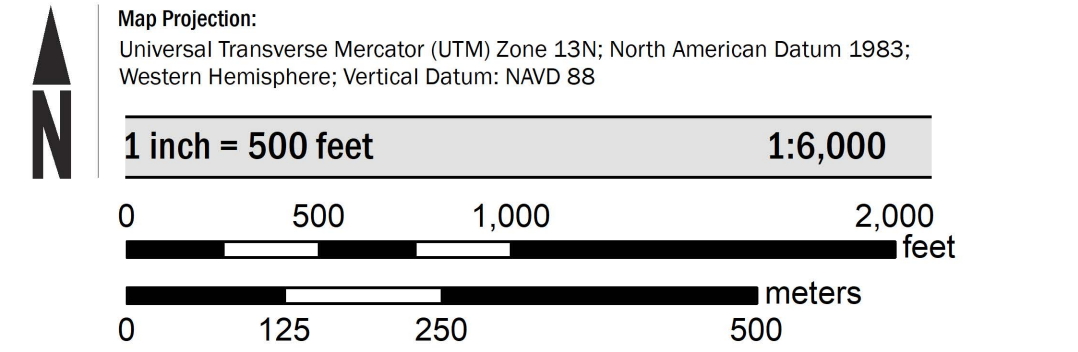 Map Projection:
Universal Transverse Mercator (UTM) Zone 13N; North American Datum 1983;
Western Hemisphere; Vertical Datum: NAVD 88
N
1 inch = 500 feet 1:6,000
0 500 1,000 2,000
feet
meters
0 125 250 500